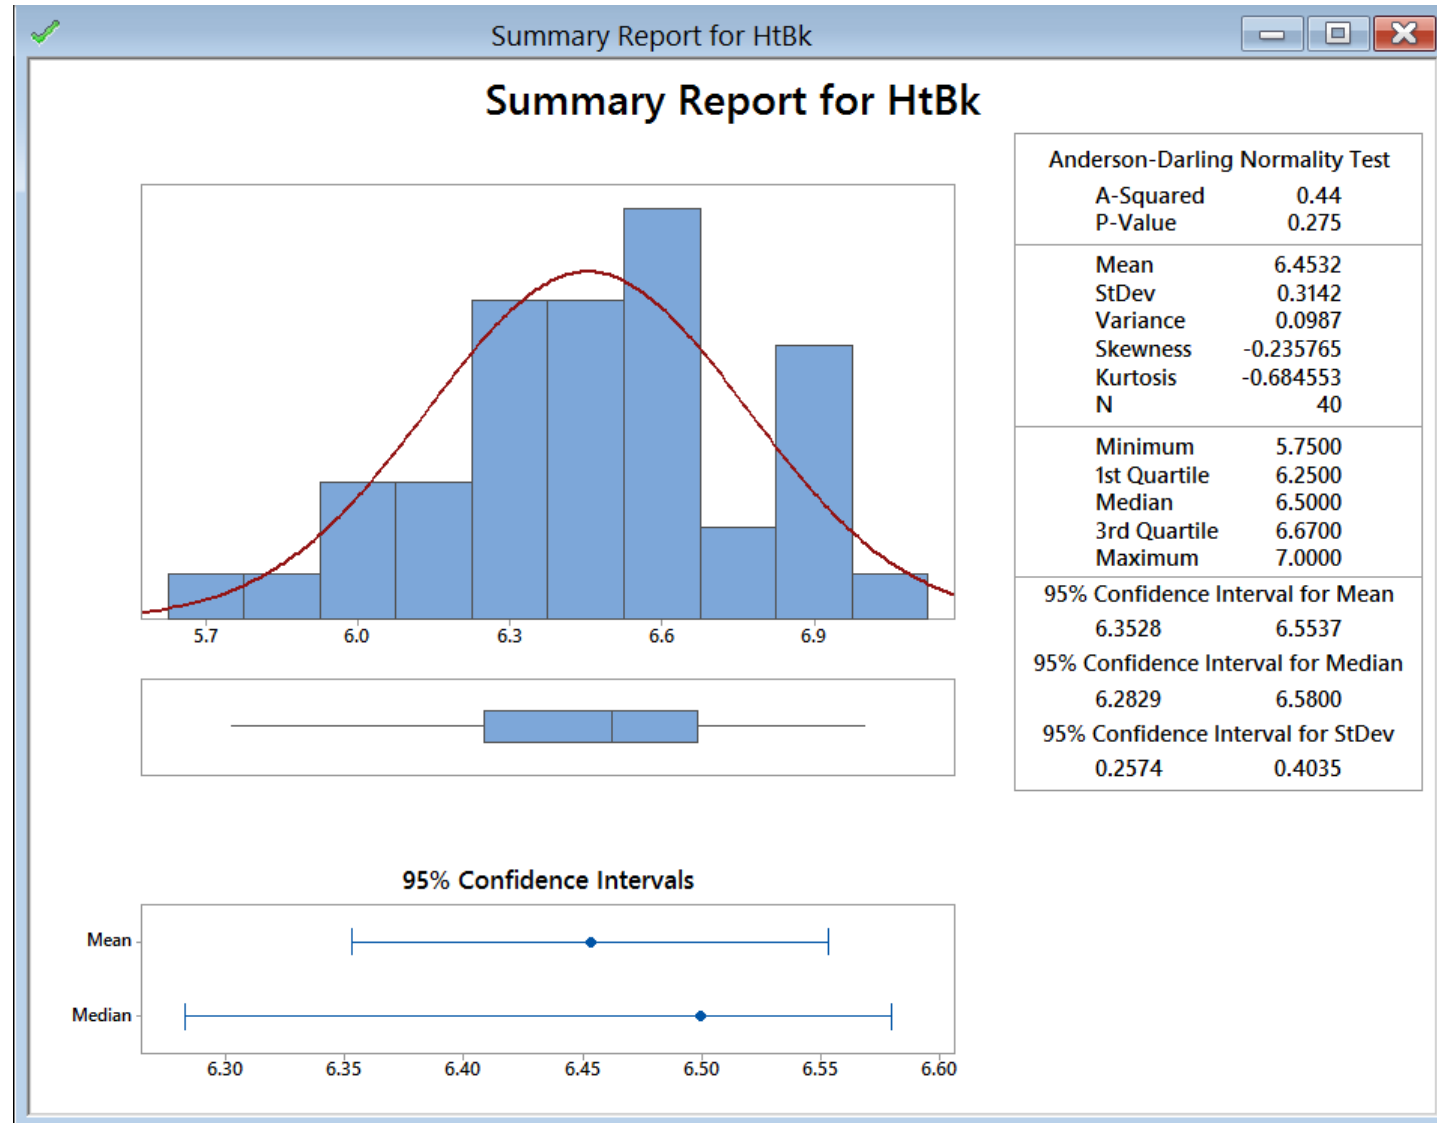 Summary Report for HtBk
Summary Report for HtBk
5.7 6.0 6.3 6.6 6.9
95% Confidence Intervals
Mean
Median
6.30 6.35 6.40 6.45 6.50 6.55 6.60
Anderson-Darling Normality Test
A-Squared 0.44
P-Value 0.275
Mean 6.4532
StDev 0.3142
Variance 0.0987
Skewness -0.235765
Kurtosis -0.684553
N 40
Minimum 5.7500
1st Quartile 6.2500
Median 6.5000
3rd Quartile 6.6700
Maximum 7.0000
95% Confidence Interval for Mean
6.3528 6.5537
95% Confidence Interval for Median
6.2829 6.5800
95% Confidence Interval for StDev
0.2574 0.4035